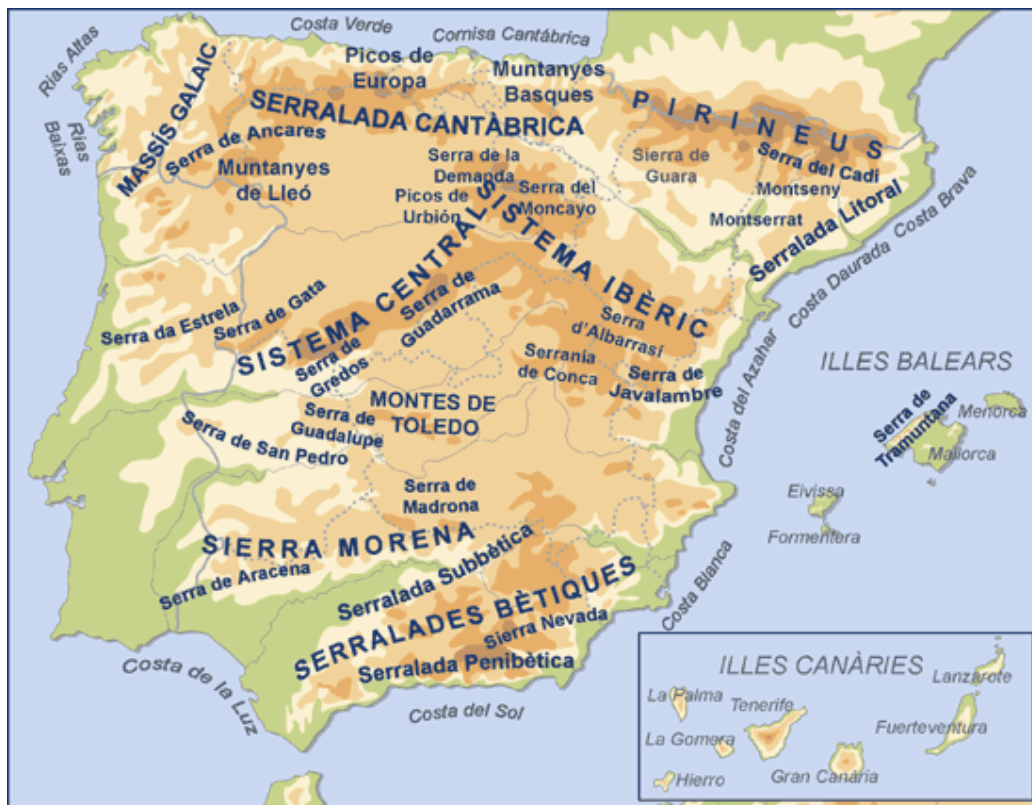 Costa Verde
Cornisa Cantábrica
Rias Altas
Rias
Baixas
Picos de
Europa
Muntanyes
Basques
MASSÍS GALAIC
SERRALADA CANTÀBRICA
PIRINEUS
Serra de Ancares
Muntanyes
de Lleó
Serra de la
Demanda
Picos de
Urbión
Serra del
Moncayo
Sierra de
Guara
Serra del Cadí
Montseny
Montserrat
Serralada Litoral
Costa Brava
Costa Daurada
SISTEMA IBÈRIC
SISTEMA CENTRAL
Serra da Estrela
Serra de Gata
Serra de
Guadarrama
Serra de
Gredos
Serra
d'Albarrasí
Serrania
de Conca
Serra de
Javalambre
Costa del Azahar
ILLES BALEARS
Serra de
Tramuntana
Menorca
Mallorca
Eivissa
Formentera
MONTES DE
TOLEDO
Serra de
Guadalupe
Serra de San Pedro
Serra de
Madrona
SIERRA MORENA
Serra de Aracena
Serralada Subbètica
SERRALADES BÈTIQUES
Sierra Nevada
Serralada Penibètica
Costa Blanca
Costa de la Luz
Costa del Sol
ILLES CANÀRIES
La Palma
Tenerife
Lanzarote
La Gomera
Fuerteventura
Hierro
Gran Canària